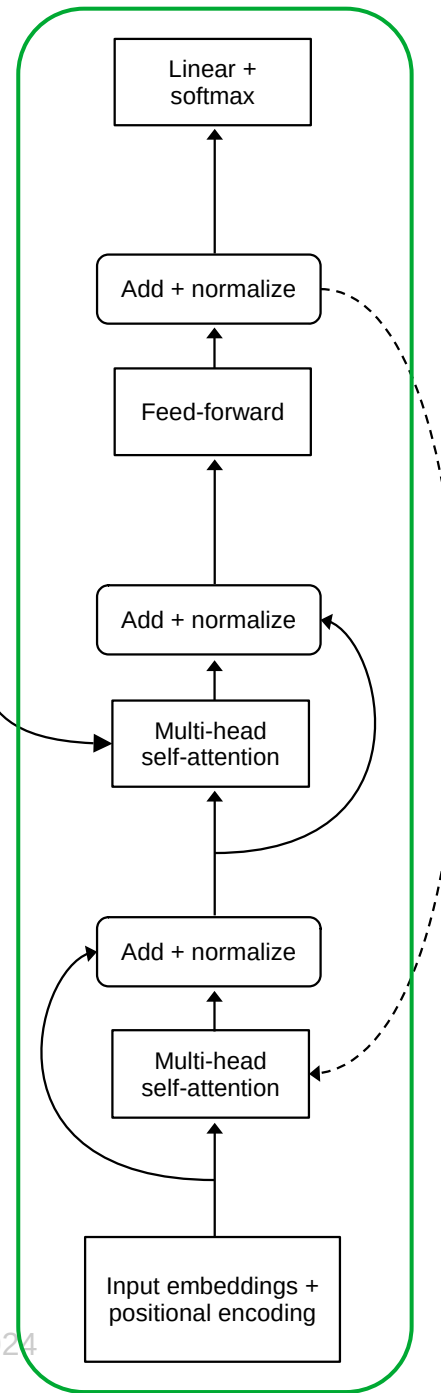 Linear +
softmax
Add + normalize
Feed-forward
Add + normalize
Multi-head
self-attention
Add + normalize
Multi-head
self-attention
Input embeddings +
positional encoding
24